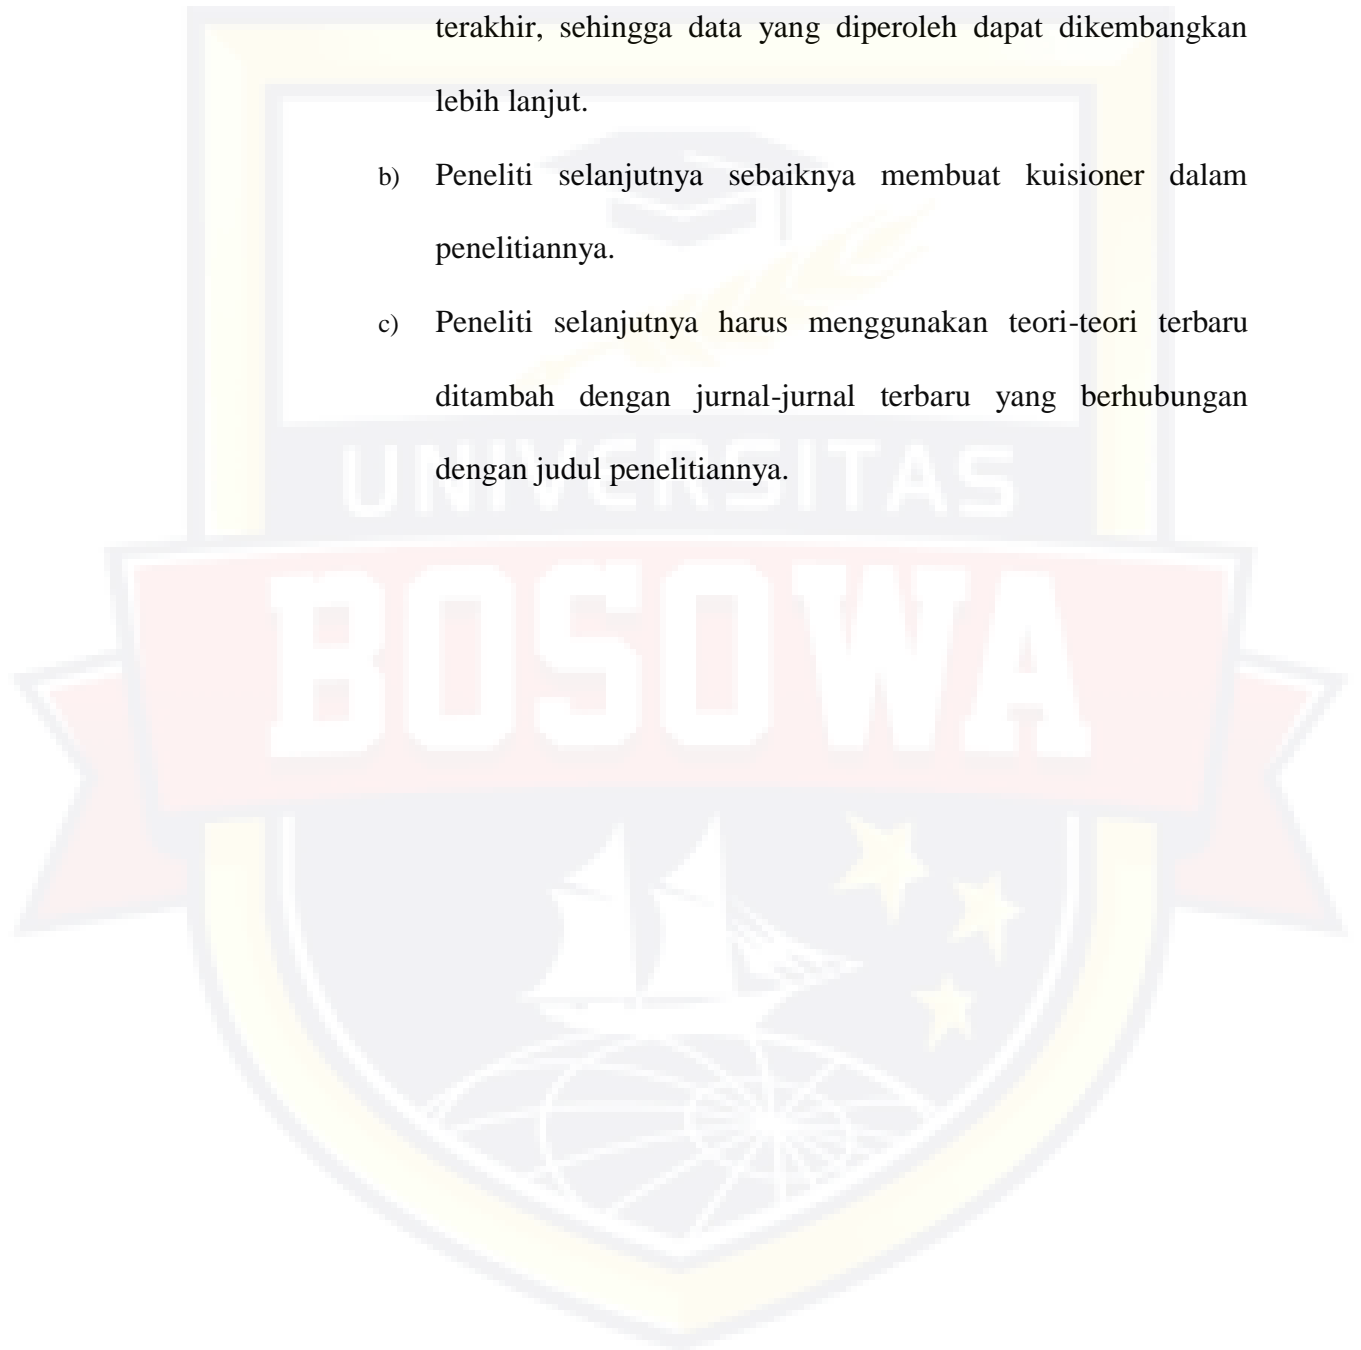 terakhir, sehingga data yang diperoleh dapat dikembangkan
lebih lanjut.
b) Peneliti selanjutnya sebaiknya membuat kuisioner dalam
penelitiannya.
c) Peneliti selanjutnya harus menggunakan teori-teori terbaru
ditambah dengan jurnal-jurnal terbaru yang berhubungan
dengan judul penelitiannya.
UNIVERSITAS
BOSOWA